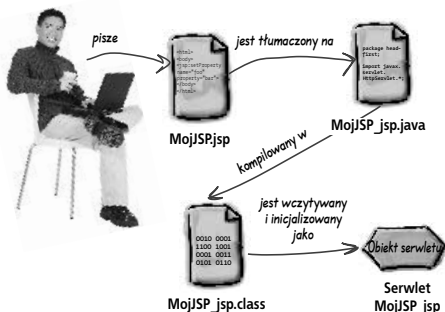 pisze
<html>
<body>
<jsp:setProperty
name="foo"
property="bar">
</body>
</html>
MojJSP.jsp
jest tłumaczony na
package head-
first;
import javax.
servlet.
HttpServlet.*;
MojJSP_jsp.java
kompilowany w
0010 0001
1100 1001
0001 0011
0101 0110
MojJSP_jsp.class
jest wczytywany
i inicjalizowany
jako
Obiekt serwletu
Serwlet
MojJSP_jsp